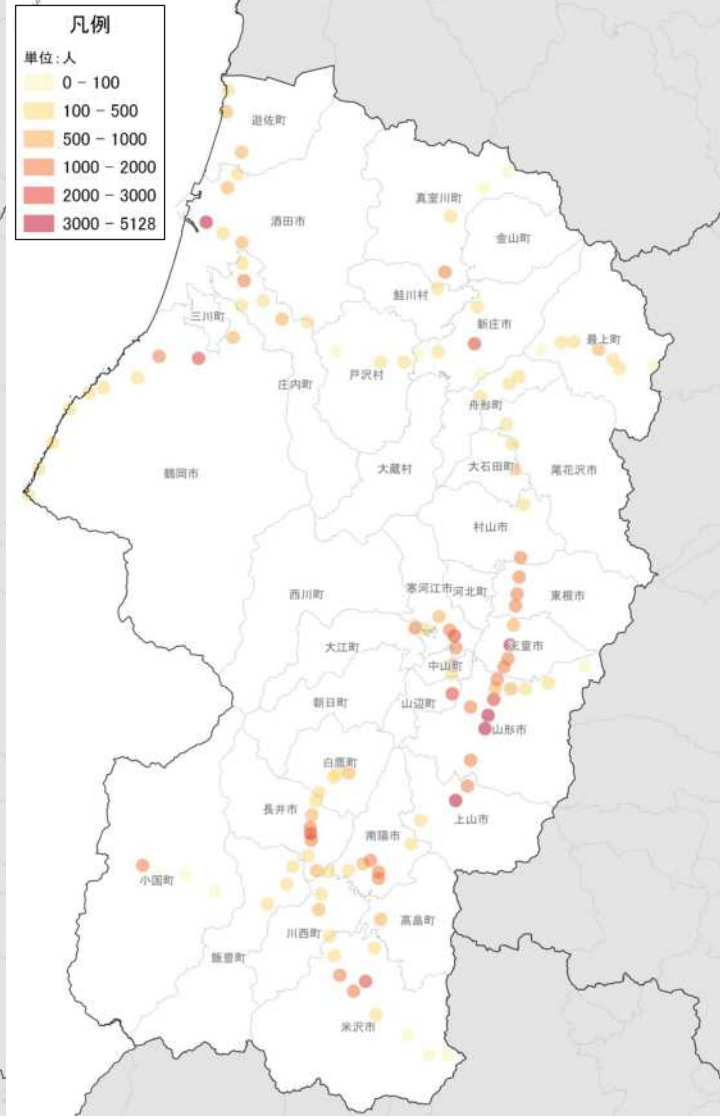 凡例
単位:人
0 - 100
100 - 500
500 - 1000
1000 - 2000
2000 - 3000
3000 - 5128
遊佐町
真室川町
酒田市
金山町
鮭川村
三川町
新庄市
最上町
戸沢村
庄内町
舟形町
鶴岡市
大蔵村
大石田町
尾花沢市
村山市
西川町
寒河江市
河北町
東根市
大江町
天童市
中山町
朝日町
山辺町
山形市
白鷹町
長井市
上山市
南陽市
小国町
高畠町
川西町
飯豊町
米沢市